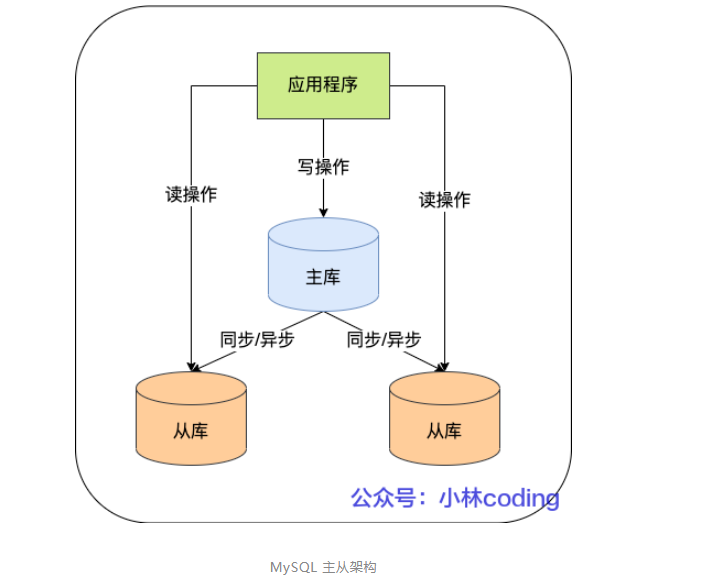 应用程序
写操作
读操作
读操作
主库
同步/异步
同步/异步
从库
从库
公众号：小林coding
MySQL 主从架构